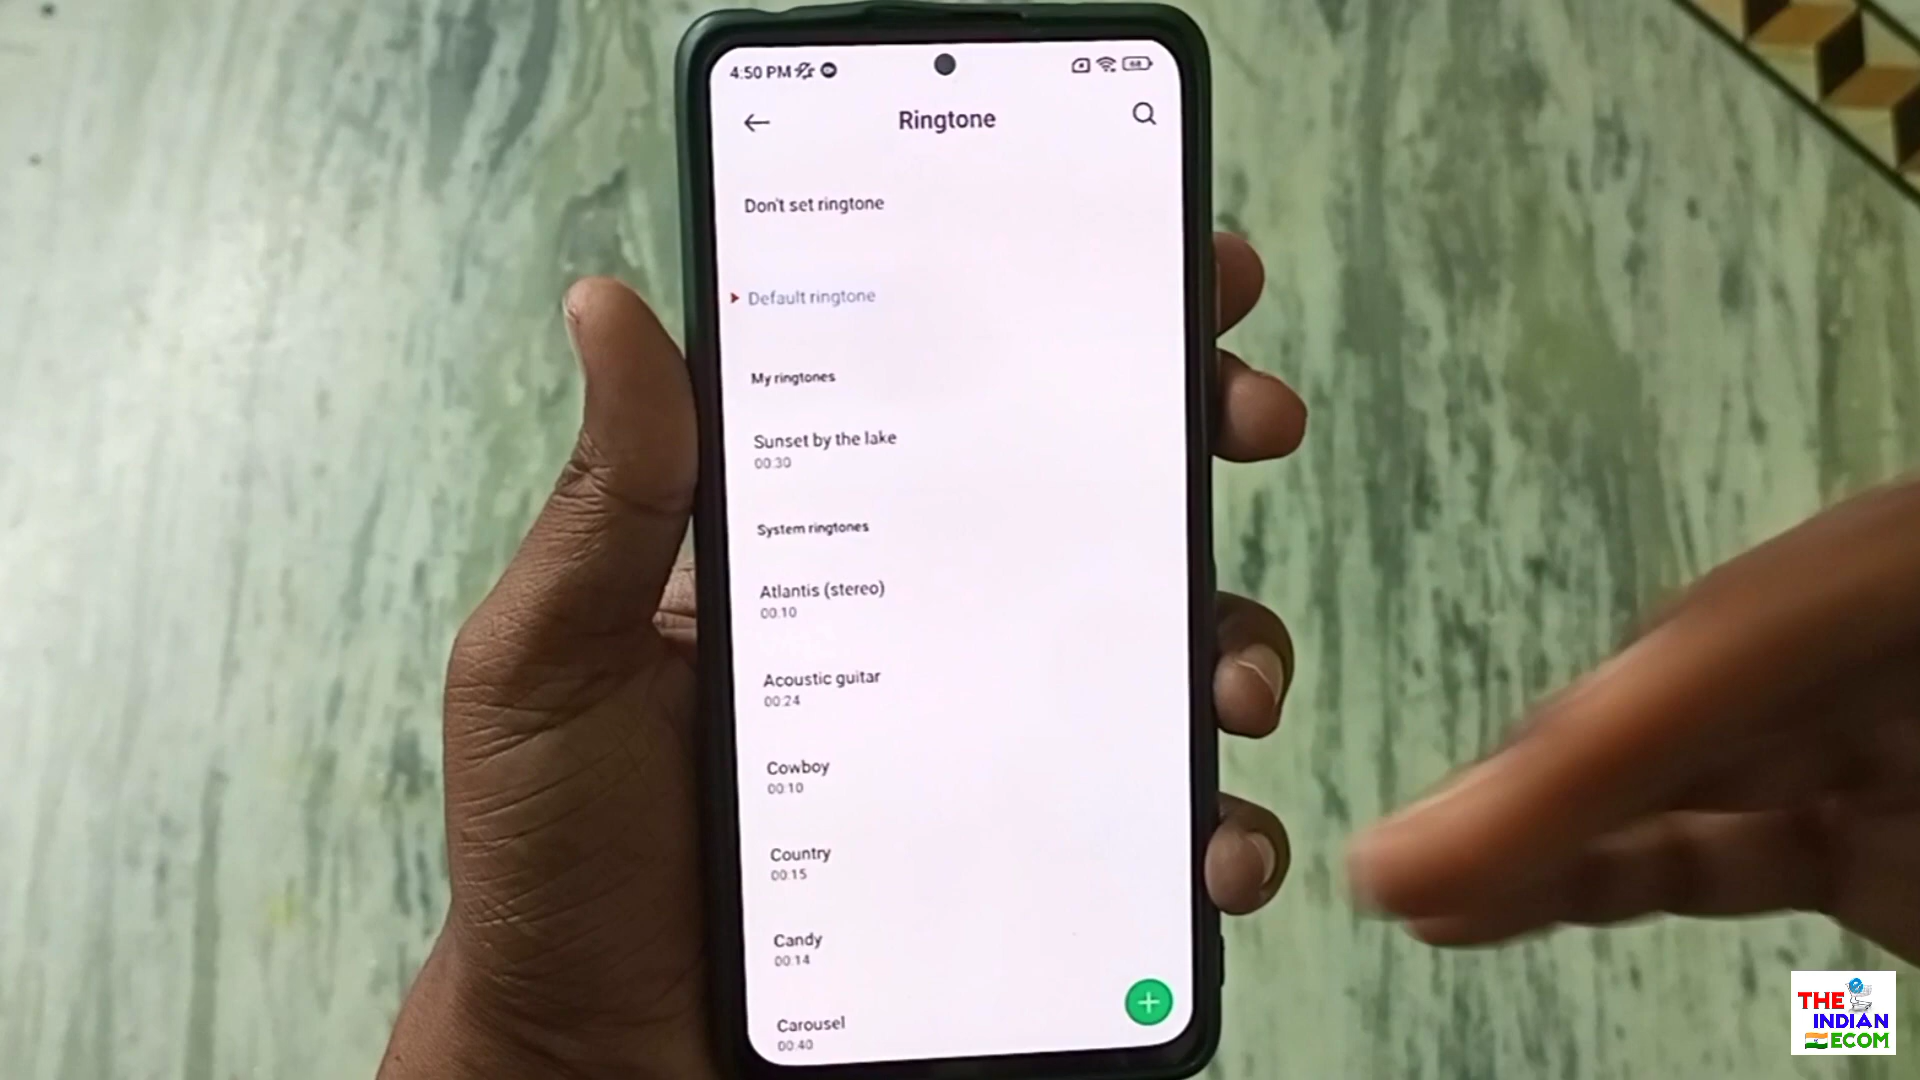 4:50 PM
68
Ringtone
Don't set ringtone
Default ringtone
My ringtones
Sunset by the lake
00:30
System ringtones
Atlantis (stereo)
00:10
Acoustic guitar
00:24
Cowboy
00:10
Country
00:15
Candy
00:14
Carousel
00:40
THE
INDIAN
ECOM